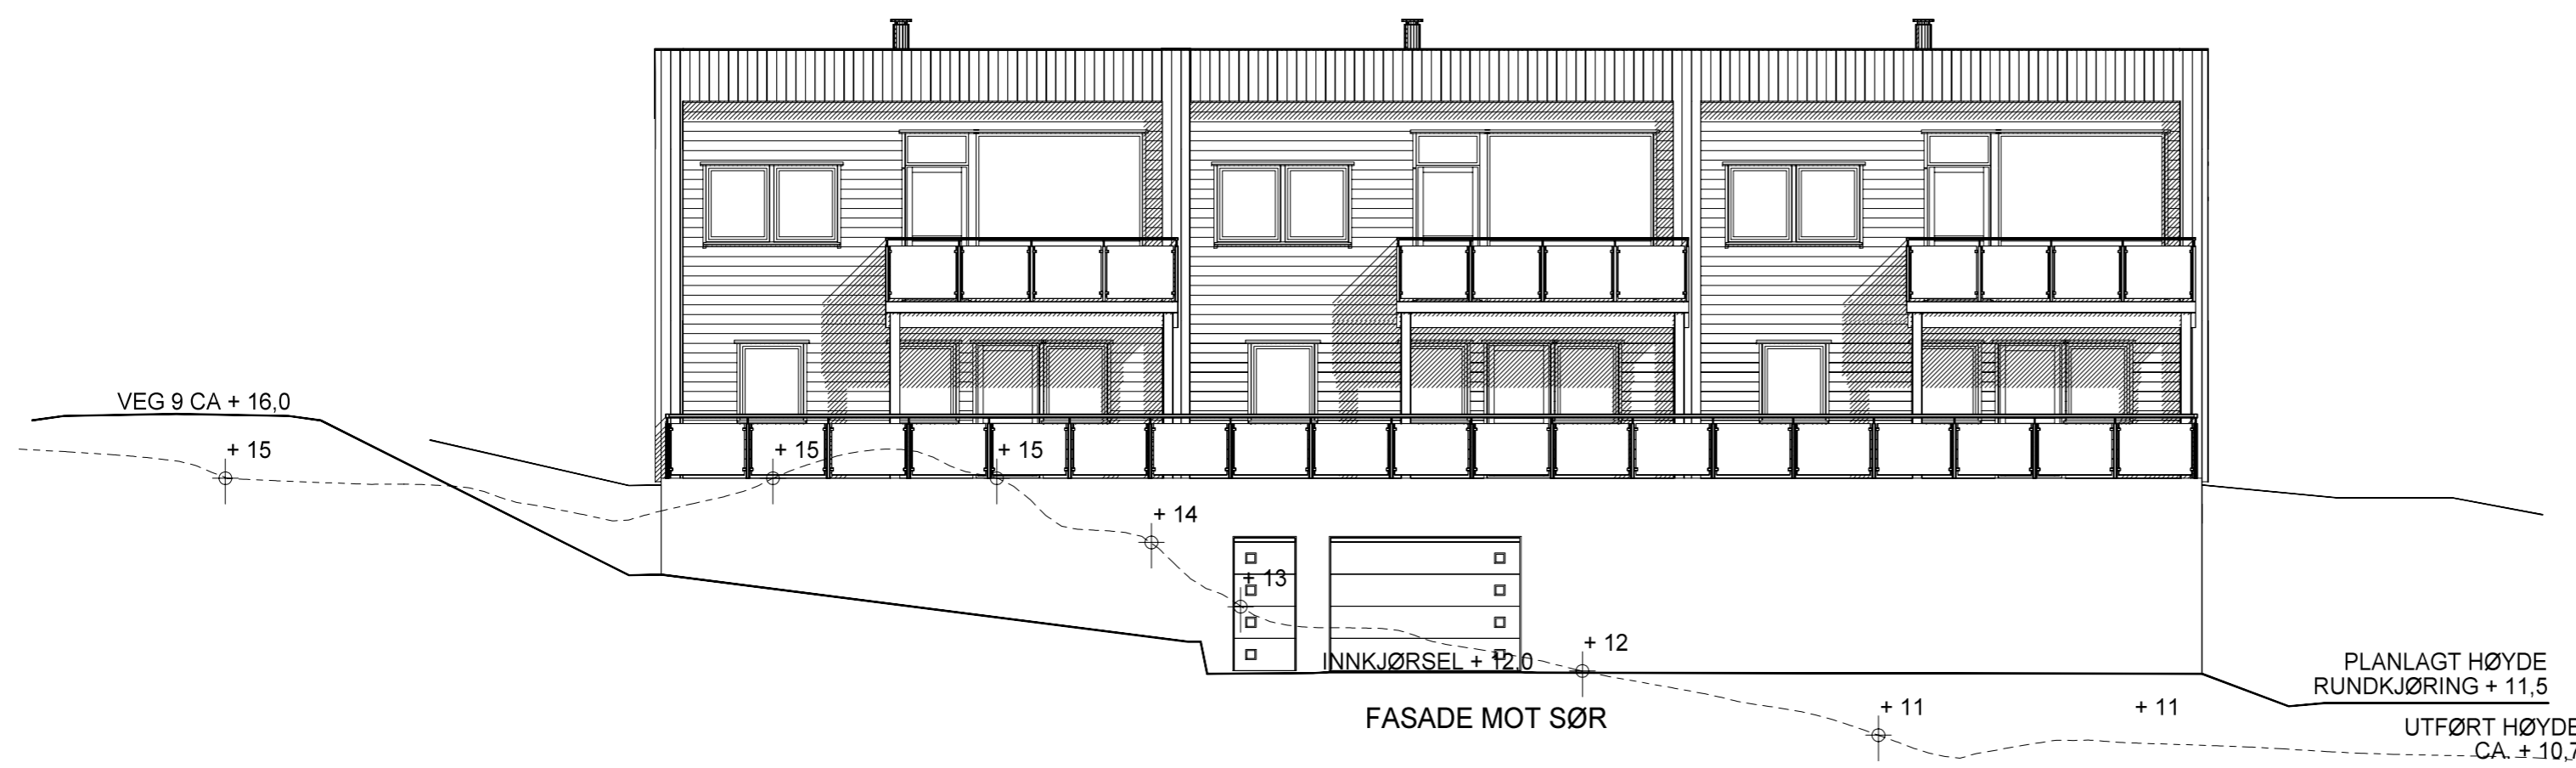 VEG 9 CA + 16,0
+ 15
+ 15
+ 15
+ 14
+ 13
INNKJØRSEL + 12,0
+ 12
PLANLAGT HØYDE
RUNDKJØRING + 11,5
FASADE MOT SØR
+ 11
+ 11
UTFØRT HØYDE
CA. + 10,7